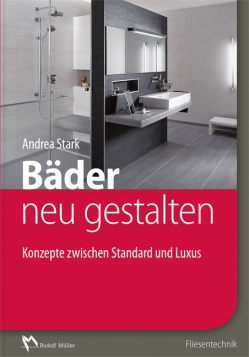 Andrea Stark
Bäder
neu gestalten
Konzepte zwischen Standard und Luxus
Rudolf Müller
Fliesentechnik